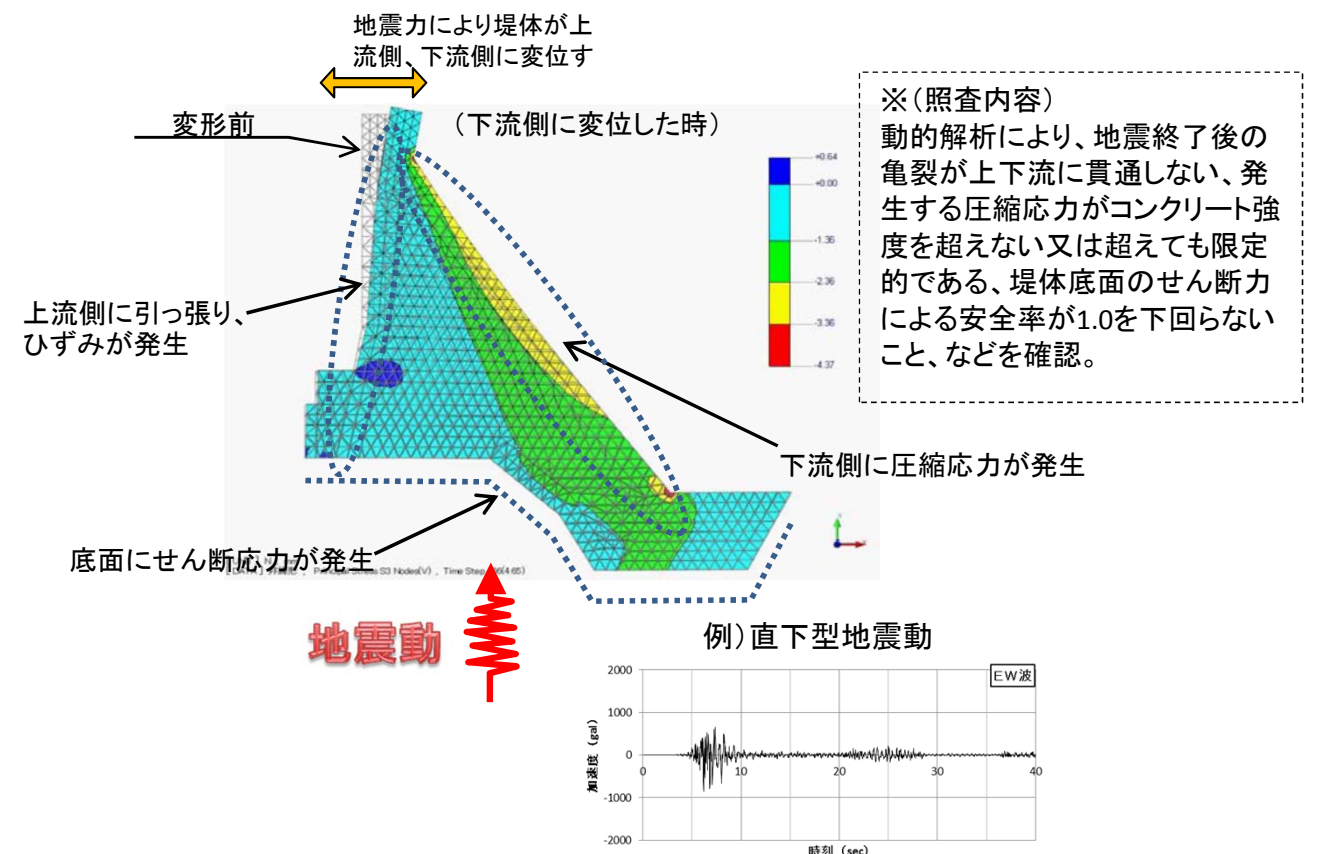 地震力により堤体が上
流側、下流側に変位す
変形前
(下流側に変位した時)
※(照査内容)
動的解析により、地震終了後の
亀裂が上下流に貫通しない、発
生する圧縮応力がコンクリート強
度を超えない又は超えても限定
的である、堤体底面のせん断力
による安全率が1.0を下回らない
こと、などを確認。
+0.64
+0.00
-1.36
-2.36
-3.36
-4.37
上流側に引っ張り、
ひずみが発生
下流側に圧縮応力が発生
底面にせん断応力が発生
Principal Stress S3 Nodes(V) , Time Step
地震動
例)直下型地震動
EW波
加速度 (gal)
2000
1000
0
-1000
-2000
0 10 20 30 40
時刻 (sec)